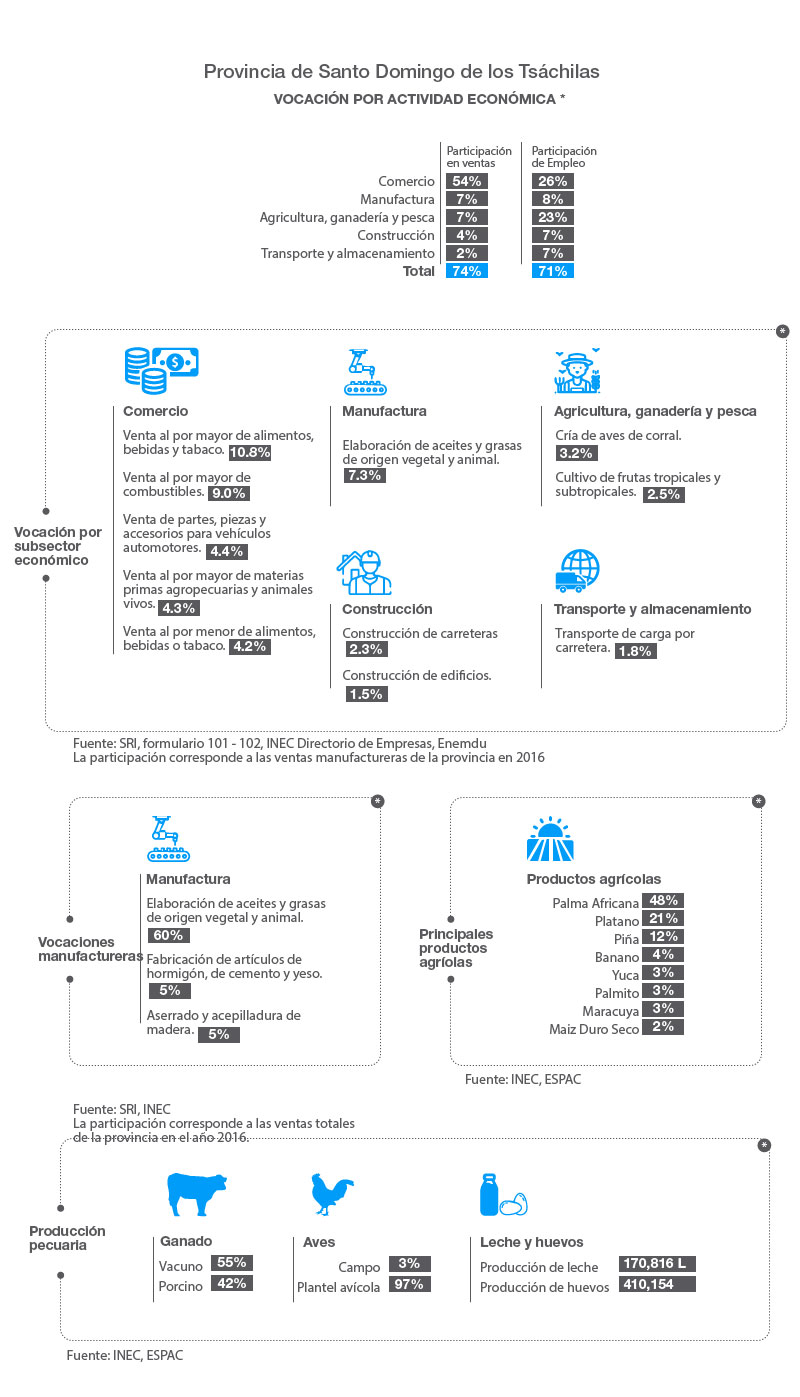 Provincia de Santo Domingo de los Tsáchilas
VOCACIÓN POR ACTIVIDAD ECONÓMICA *
Participación en ventas
Participación de Empleo
Comercio 54% 26%
Manufactura 7% 8%
Agricultura, ganadería y pesca 7% 23%
Construcción 4% 7%
Transporte y almacenamiento 2% 7%
Total 74% 71%
*
Vocación por
subsector
económico
Comercio
Venta al por mayor de alimentos,
bebidas y tabaco. 10.8%
Venta al por mayor de
combustibles. 9.0%
Venta de partes, piezas y
accesorios para vehículos
automotores. 4.4%
Venta al por mayor de materias
primas agropecuarias y animales
vivos. 4.3%
Venta al por menor de alimentos,
bebidas o tabaco. 4.2%
Manufactura
Elaboración de aceites y grasas
de origen vegetal y animal.
7.3%
Agricultura, ganadería y pesca
Cría de aves de corral.
3.2%
Cultivo de frutas tropicales y
subtropicales. 2.5%
Construcción
Construcción de carreteras
2.3%
Construcción de edificios.
1.5%
Transporte y almacenamiento
Transporte de carga por
carretera. 1.8%
Fuente: SRI, formulario 101 - 102, INEC Directorio de Empresas, Enemdu
La participación corresponde a las ventas manufactureras de la provincia en 2016
*
Vocaciones
manufactureras
Manufactura
Elaboración de aceites y grasas
de origen vegetal y animal.
60%
Fabricación de artículos de
hormigón, de cemento y yeso.
5%
Aserrado y acepilladura de
madera. 5%
Fuente: SRI, INEC
La participación corresponde a las ventas totales
de la provincia en el año 2016.
*
Principales
productos
agríolas
Productos agrícolas
Palma Africana 48%
Platano 21%
Piña 12%
Banano 4%
Yuca 3%
Palmito 3%
Maracuya 3%
Maiz Duro Seco 2%
Fuente: INEC, ESPAC
*
Producción
pecuaria
Ganado
Vacuno 55%
Porcino 42%
Aves
Campo 3%
Plantel avícola 97%
Leche y huevos
Producción de leche 170,816 L
Producción de huevos 410,154
Fuente: INEC, ESPAC